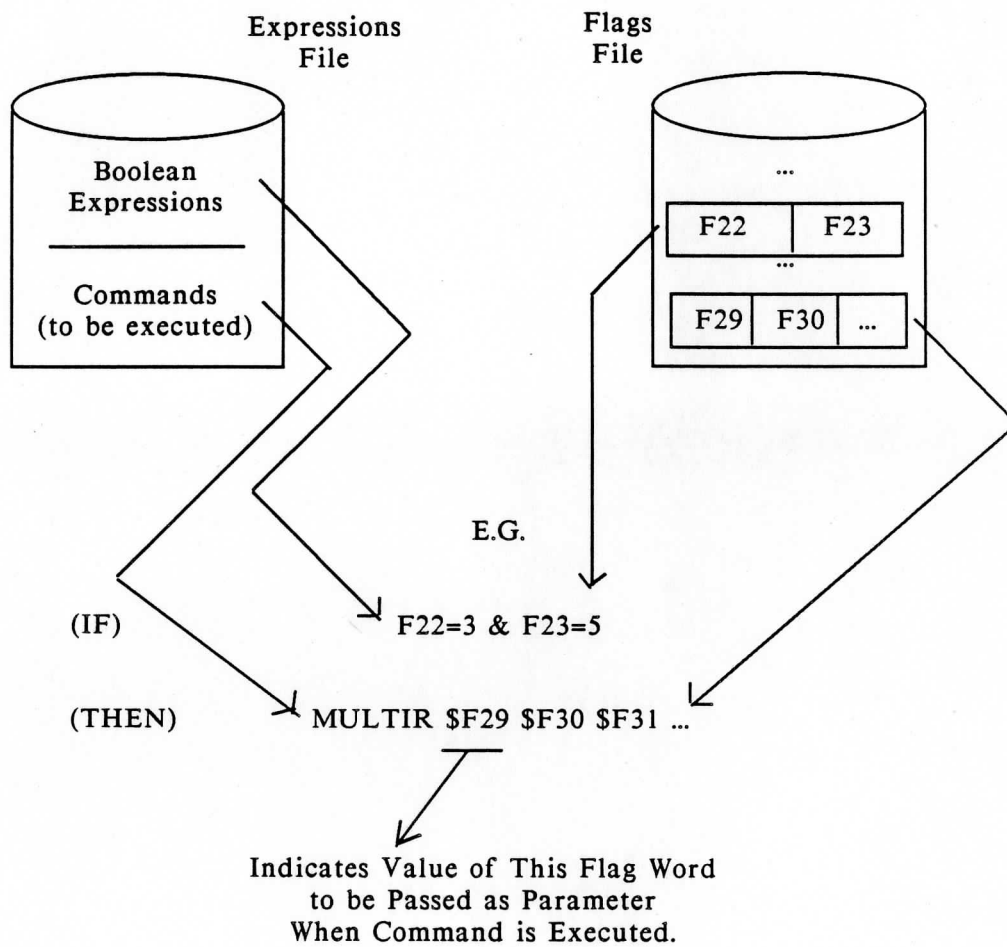 Expressions
File
Flags
File
Boolean
Expressions
Commands
(to be executed)
...
F22 F23
...
F29 F30 ...
E.G.
(IF) F22=3 & F23=5
(THEN) MULTIR $F29 $F30 $F31 ...
Indicates Value of This Flag Word
to be Passed as Parameter
When Command is Executed.